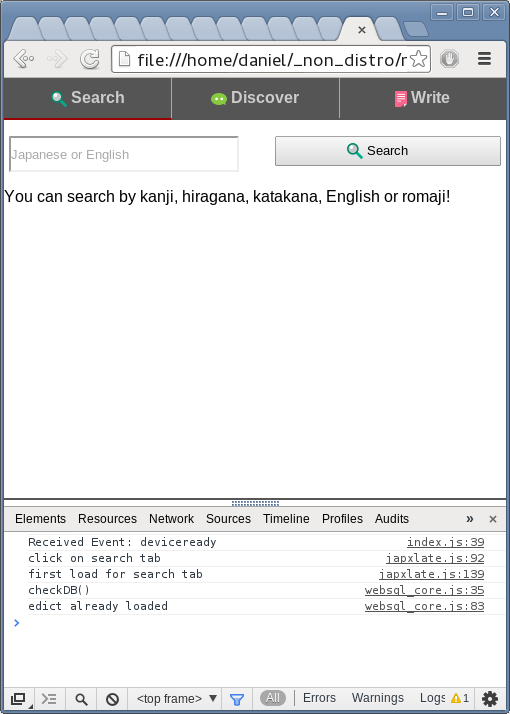 file:///home/daniel/_non_distro/r
Search
Discover
Write
Japanese or English
Search
You can search by kanji, hiragana, katakana, English or romaji!
Elements Resources Network Sources Timeline Profiles Audits »
Received Event: deviceready index.js:39
click on search tab japxlate.js:92
first load for search tab japxlate.js:139
checkDB() websql_core.js:35
edict already loaded websql_core.js:83
>
<top frame> All Errors Warnings Logs 1